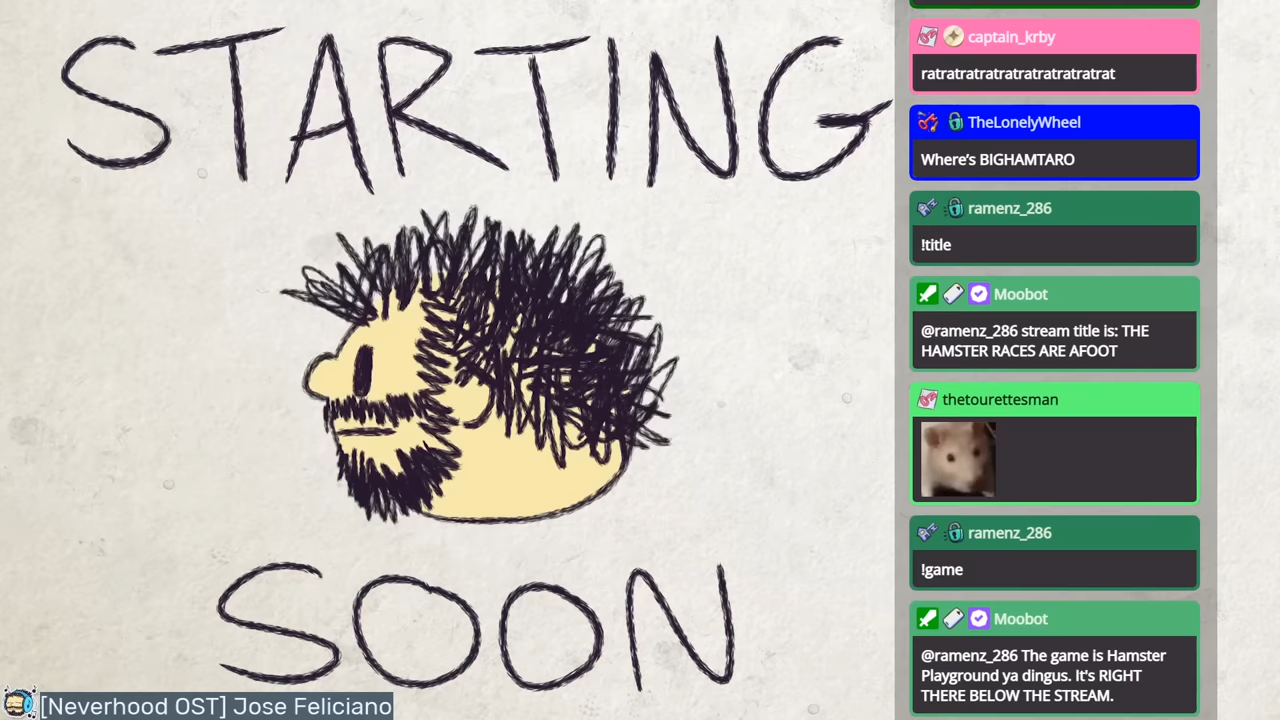 STARTING
SOON
[Neverhood OST] Jose Feliciano
captain_krby
ratratratratratratratratratrat
TheLonelyWheel
Where's BIGHAMTARO
ramenz_286
!title
Moobot
@ramenz_286 stream title is: THE
HAMSTER RACES ARE AFOOT
thetourettesman
ramenz_286
!game
Moobot
@ramenz_286 The game is Hamster
Playground ya dingus. It's RIGHT
THERE BELOW THE STREAM.